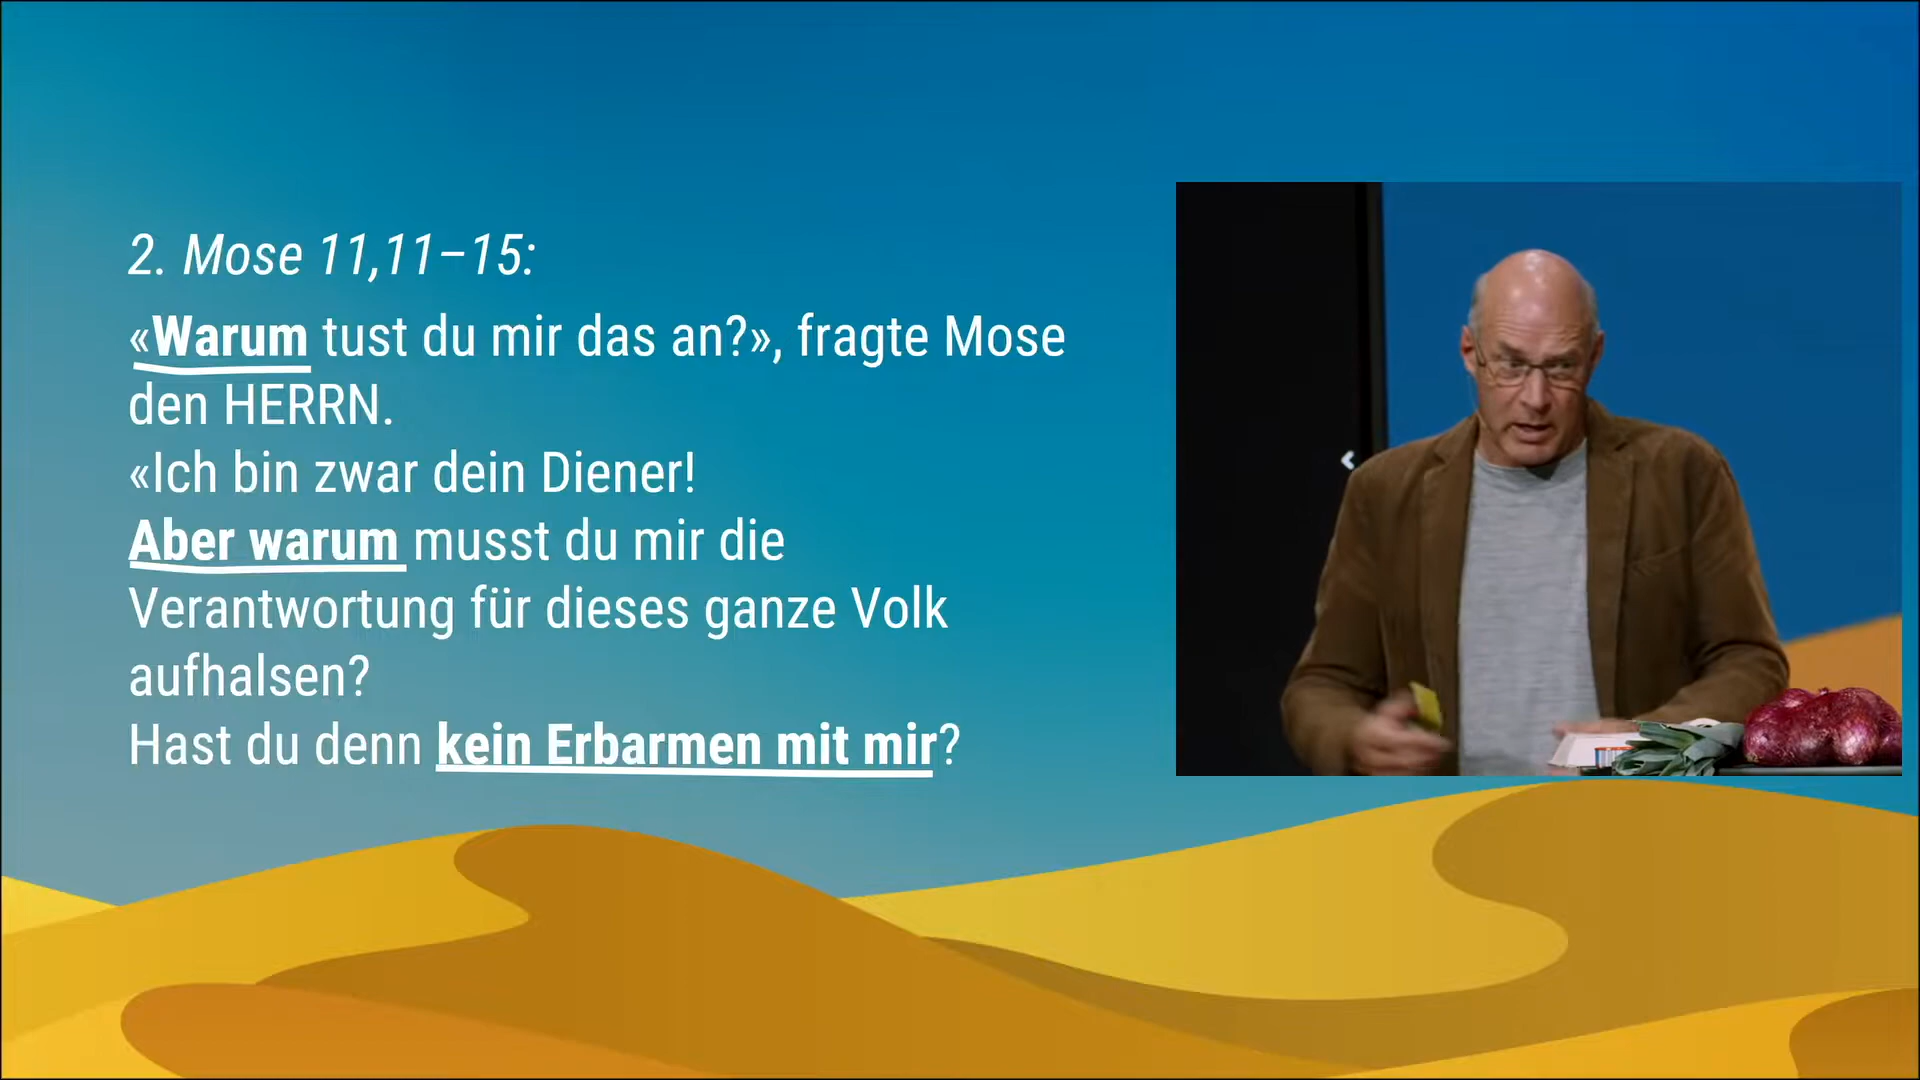 2. Mose 11,11–15:
«Warum tust du mir das an?», fragte Mose
den HERRN.
«Ich bin zwar dein Diener!
Aber warum musst du mir die
Verantwortung für dieses ganze Volk
aufhalsen?
Hast du denn kein Erbarmen mit mir?